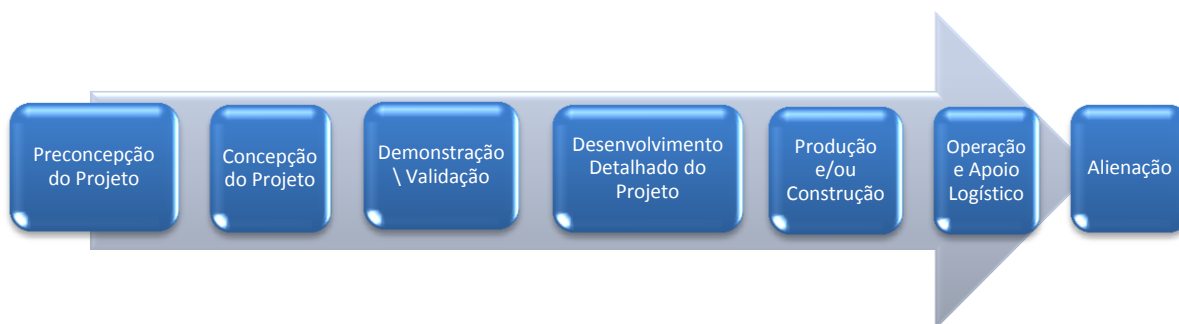 Preconcepção
do Projeto
Concepção
do Projeto
Demonstração
\ Validação
Desenvolvimento
Detalhado do
Projeto
Produção
e/ou
Construção
Operação
e Apoio
Logístico
Alienação